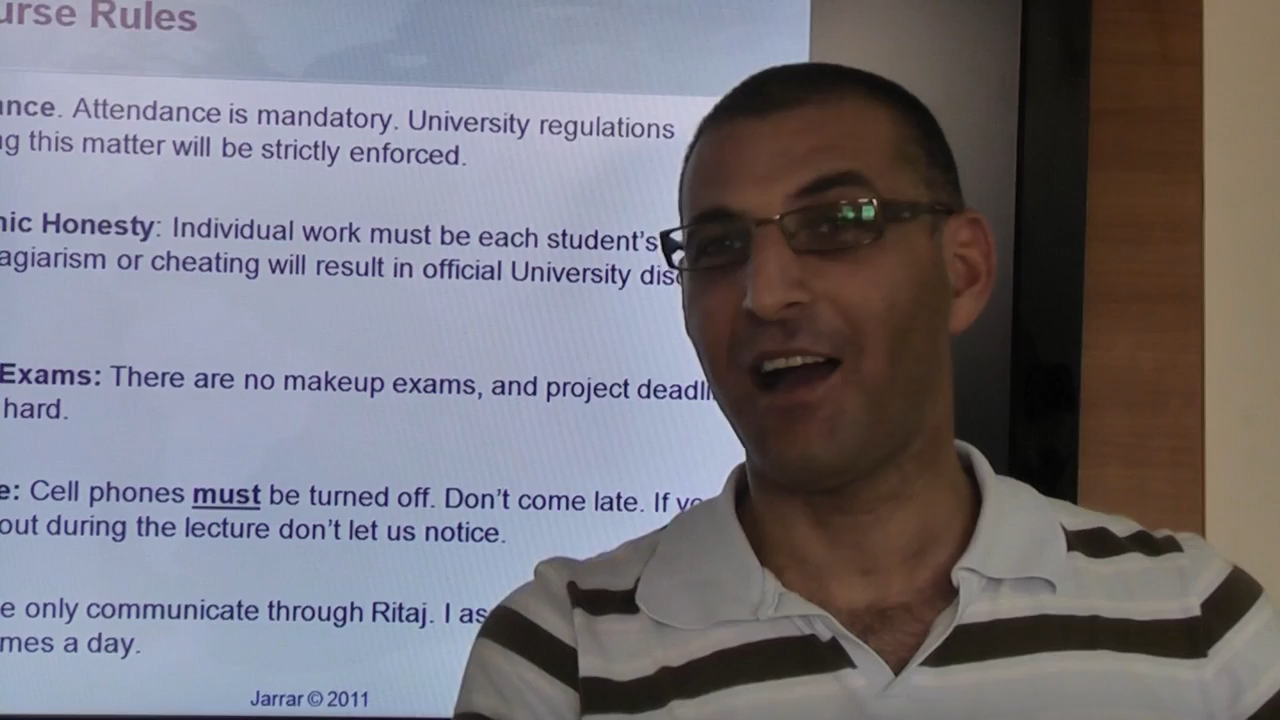 urse Rules
ance. Attendance is mandatory. University regulations
ng this matter will be strictly enforced.
nic Honesty: Individual work must be each student's
agiarism or cheating will result in official University dis
Exams: There are no makeup exams, and project deadli
hard.
e: Cell phones must be turned off. Don't come late. If yo
out during the lecture don't let us notice.
e only communicate through Ritaj. I as
mes a day.
Jarrar © 2011